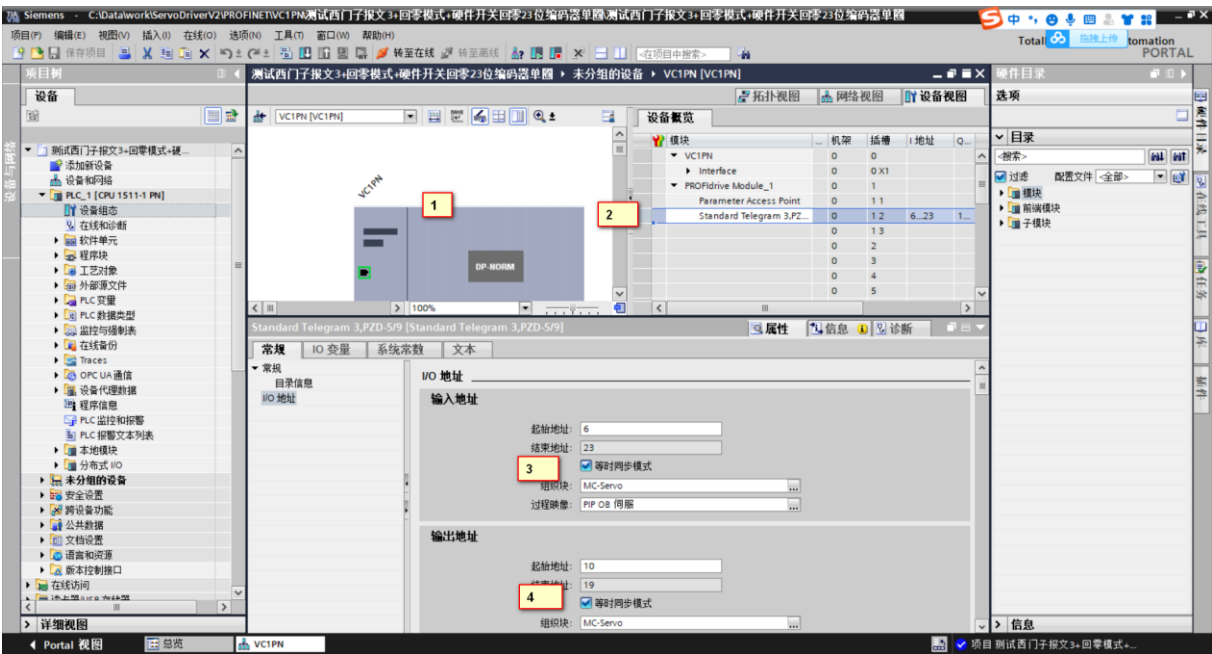 Siemens - C:\Data\work\ServoDriverV2\PROFINET\VC1PN测试西门子报文3+回零模式+硬件开关回零23位编码器单圈\测试西门子报文3+回零模式+硬件开关回零23位编码器单圈
项目(P) 编辑(E) 视图(V) 插入(I) 在线(O) 选项(N) 工具(T) 窗口(W) 帮助(H)
Totall
拖拽上传
tomation
PORTAL
保存项目
转至在线
转至离线
<在项目中搜索>
项目树
设备
测试西门子报文3+回零模式+硬...
添加新设备
设备和网络
PLC_1 [CPU 1511-1 PN]
设备组态
在线和诊断
软件单元
程序块
工艺对象
外部源文件
PLC 变量
PLC 数据类型
监控与强制表
在线备份
Traces
OPC UA 通信
设备代理数据
程序信息
PLC 监控和报警
PLC 报警文本列表
本地模块
分布式 I/O
未分组的设备
安全设置
跨设备功能
公共数据
文档设置
语言和资源
版本控制接口
在线访问
详细视图
测试西门子报文3+回零模式+硬件开关回零23位编码器单圈 ▸ 未分组的设备 ▸ VC1PN [VC1PN]
拓扑视图 网络视图 设备视图
VC1PN [VC1PN]
VC1PN
1
DP-NORM
100%
2
设备概览
模块 ... 机架 插槽 I 地址 Q...
VC1PN 0 0
Interface 0 0 X1
PROFIdrive Module_1 0 1
Parameter Access Point 0 1 1
Standard Telegram 3,PZ... 0 1 2 6...23 1...
0 1 3
0 2
0 3
0 4
0 5
Standard Telegram 3,PZD-5/9 [Standard Telegram 3,PZD-5/9]
属性 信息 诊断
常规 IO 变量 系统常数 文本
常规
目录信息
I/O 地址
I/O 地址
输入地址
起始地址: 6
结束地址: 23
3
等时同步模式
组织块: MC-Servo ...
过程映像: PIP OB 伺服 ...
输出地址
起始地址: 10
结束地址: 19
4
等时同步模式
组织块: MC-Servo ...
硬件目录
选项
目录
<搜索>
过滤 配置文件 <全部>
模块
前端模块
子模块
信息
硬件目录
在线工具
任务
库
插件
Portal 视图
总览
VC1PN
项目 测试西门子报文3+回零模式+...